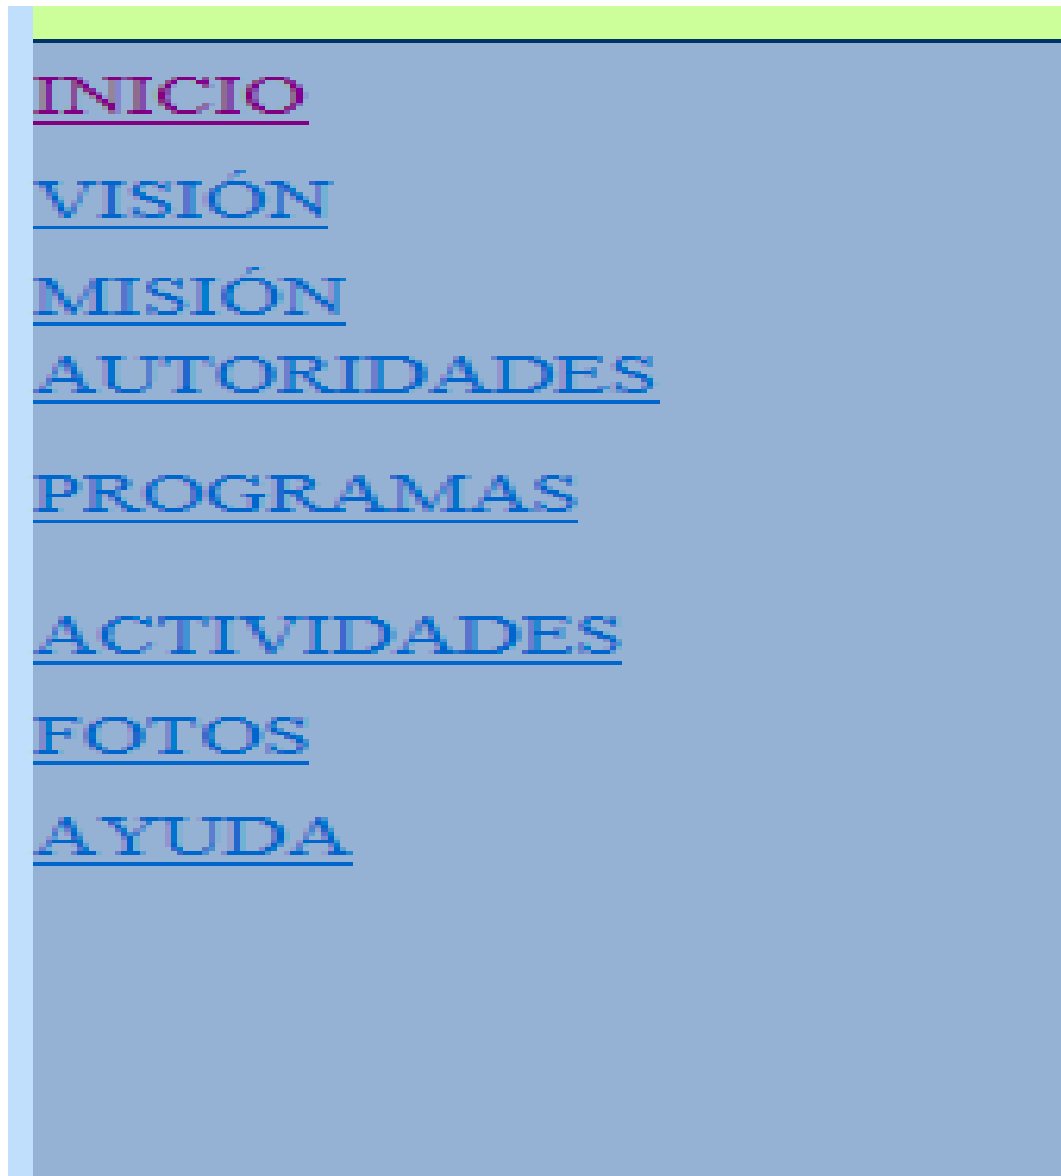 INICIO
VISIÓN
MISIÓN
AUTORIDADES
PROGRAMAS
ACTIVIDADES
FOTOS
AYUDA